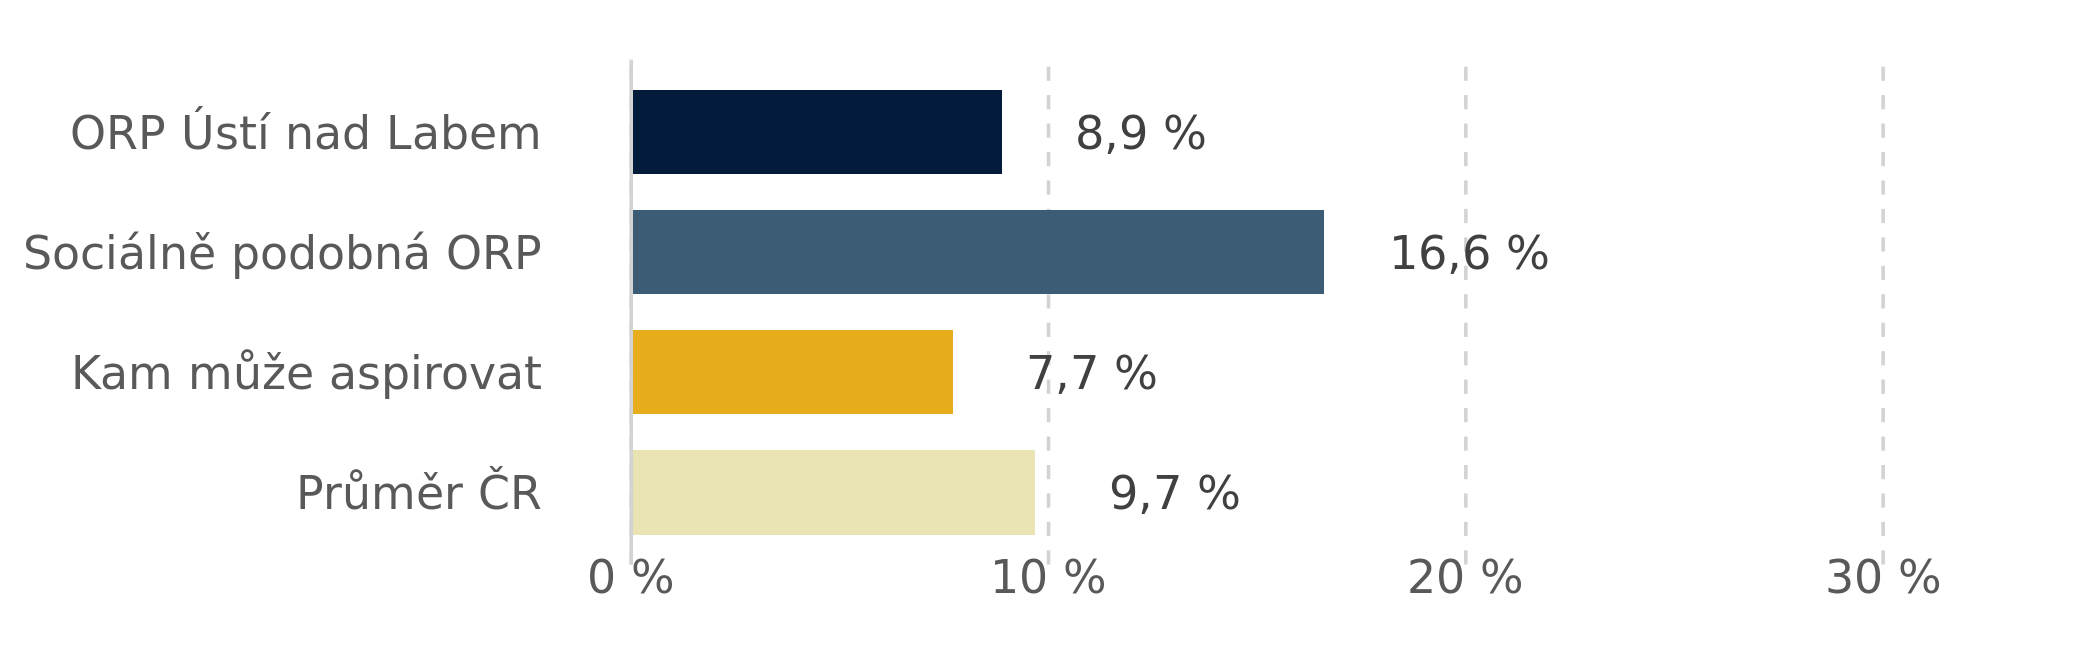 ORP Ústí nad Labem 8,9 %
Sociálně podobná ORP 16,6 %
Kam může aspirovat 7,7 %
Průměr ČR 9,7 %
0 % 10 % 20 % 30 %